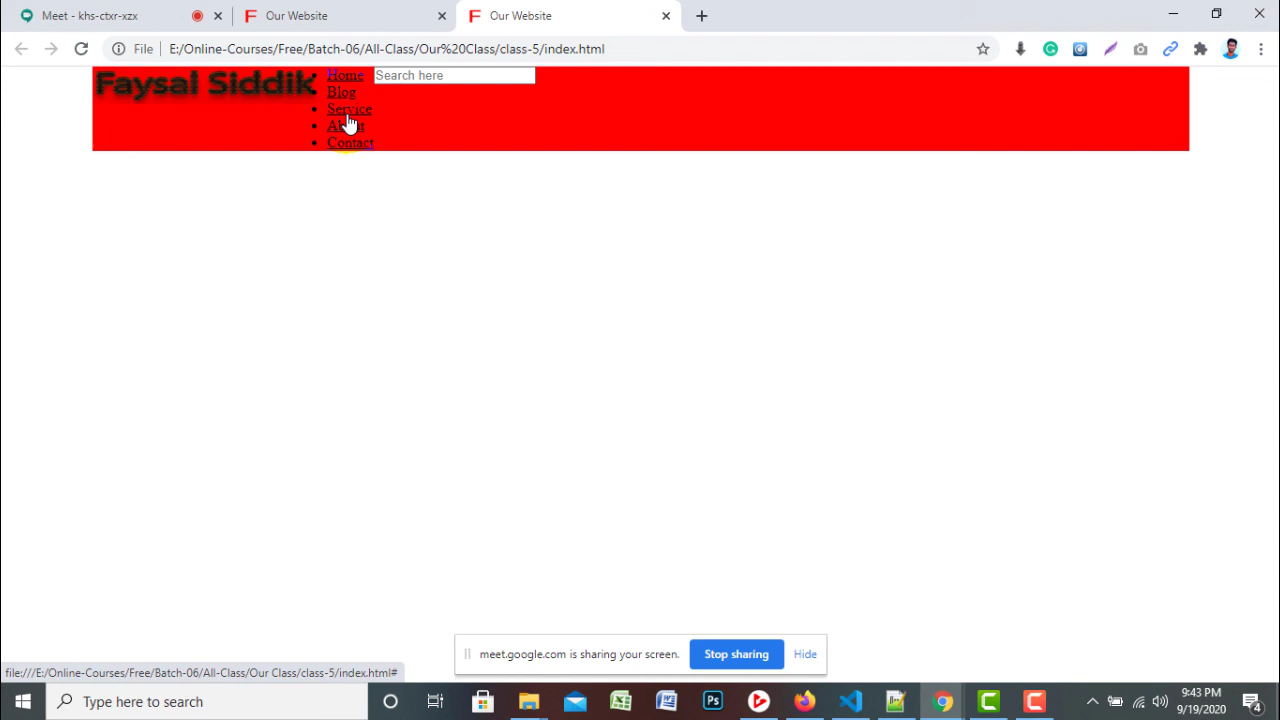 Meet - khs-ctxr-xzx
Our Website
Our Website
File
E:/Online-Courses/Free/Batch-06/All-Class/Our%20Class/class-5/index.html
Faysal Siddik
Home
Search here
Blog
Service
About
Contact
meet.google.com is sharing your screen.
Stop sharing
Hide
file:///E:/Online-Courses/Free/Batch-06/All-Class/Our Class/class-5/index.html#
Type here to search
9:43 PM
9/19/2020
4